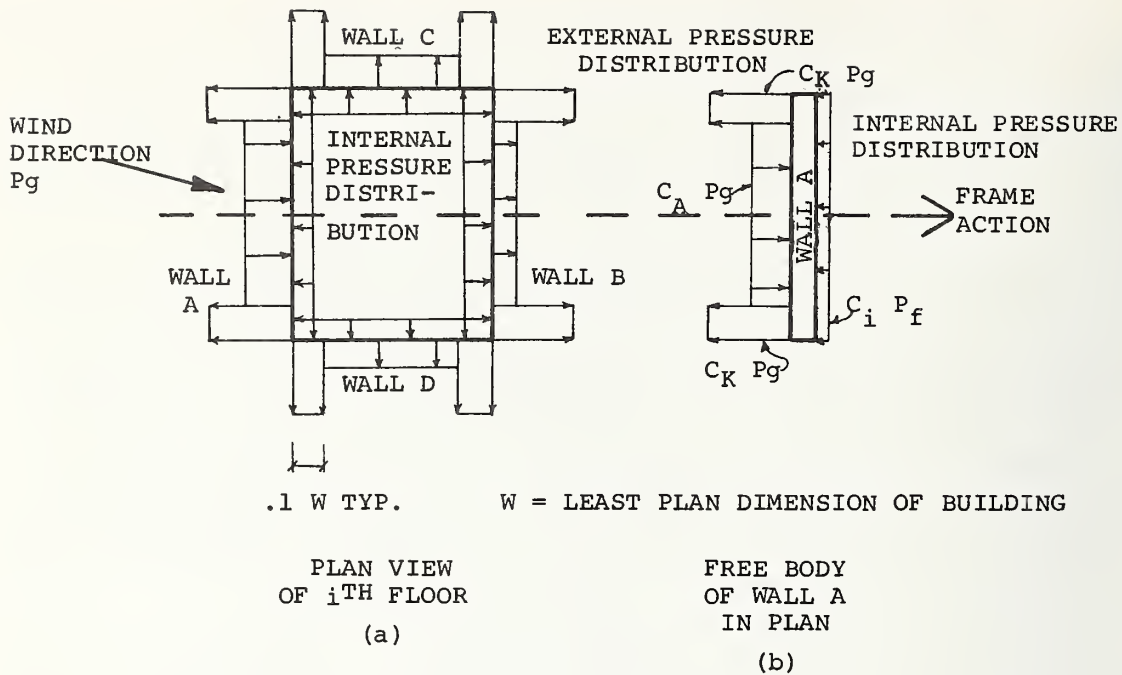 WALL C
EXTERNAL PRESSURE
DISTRIBUTION
C_K Pg
WIND
DIRECTION
Pg
INTERNAL
PRESSURE
DISTRI-
BUTION
INTERNAL PRESSURE
DISTRIBUTION
C_A Pg
WALL A
FRAME
ACTION
WALL
A
WALL B
C_i P_f
C_K Pg
WALL D
.1 W TYP.
W = LEAST PLAN DIMENSION OF BUILDING
PLAN VIEW
OF iTH FLOOR
(a)
FREE BODY
OF WALL A
IN PLAN
(b)